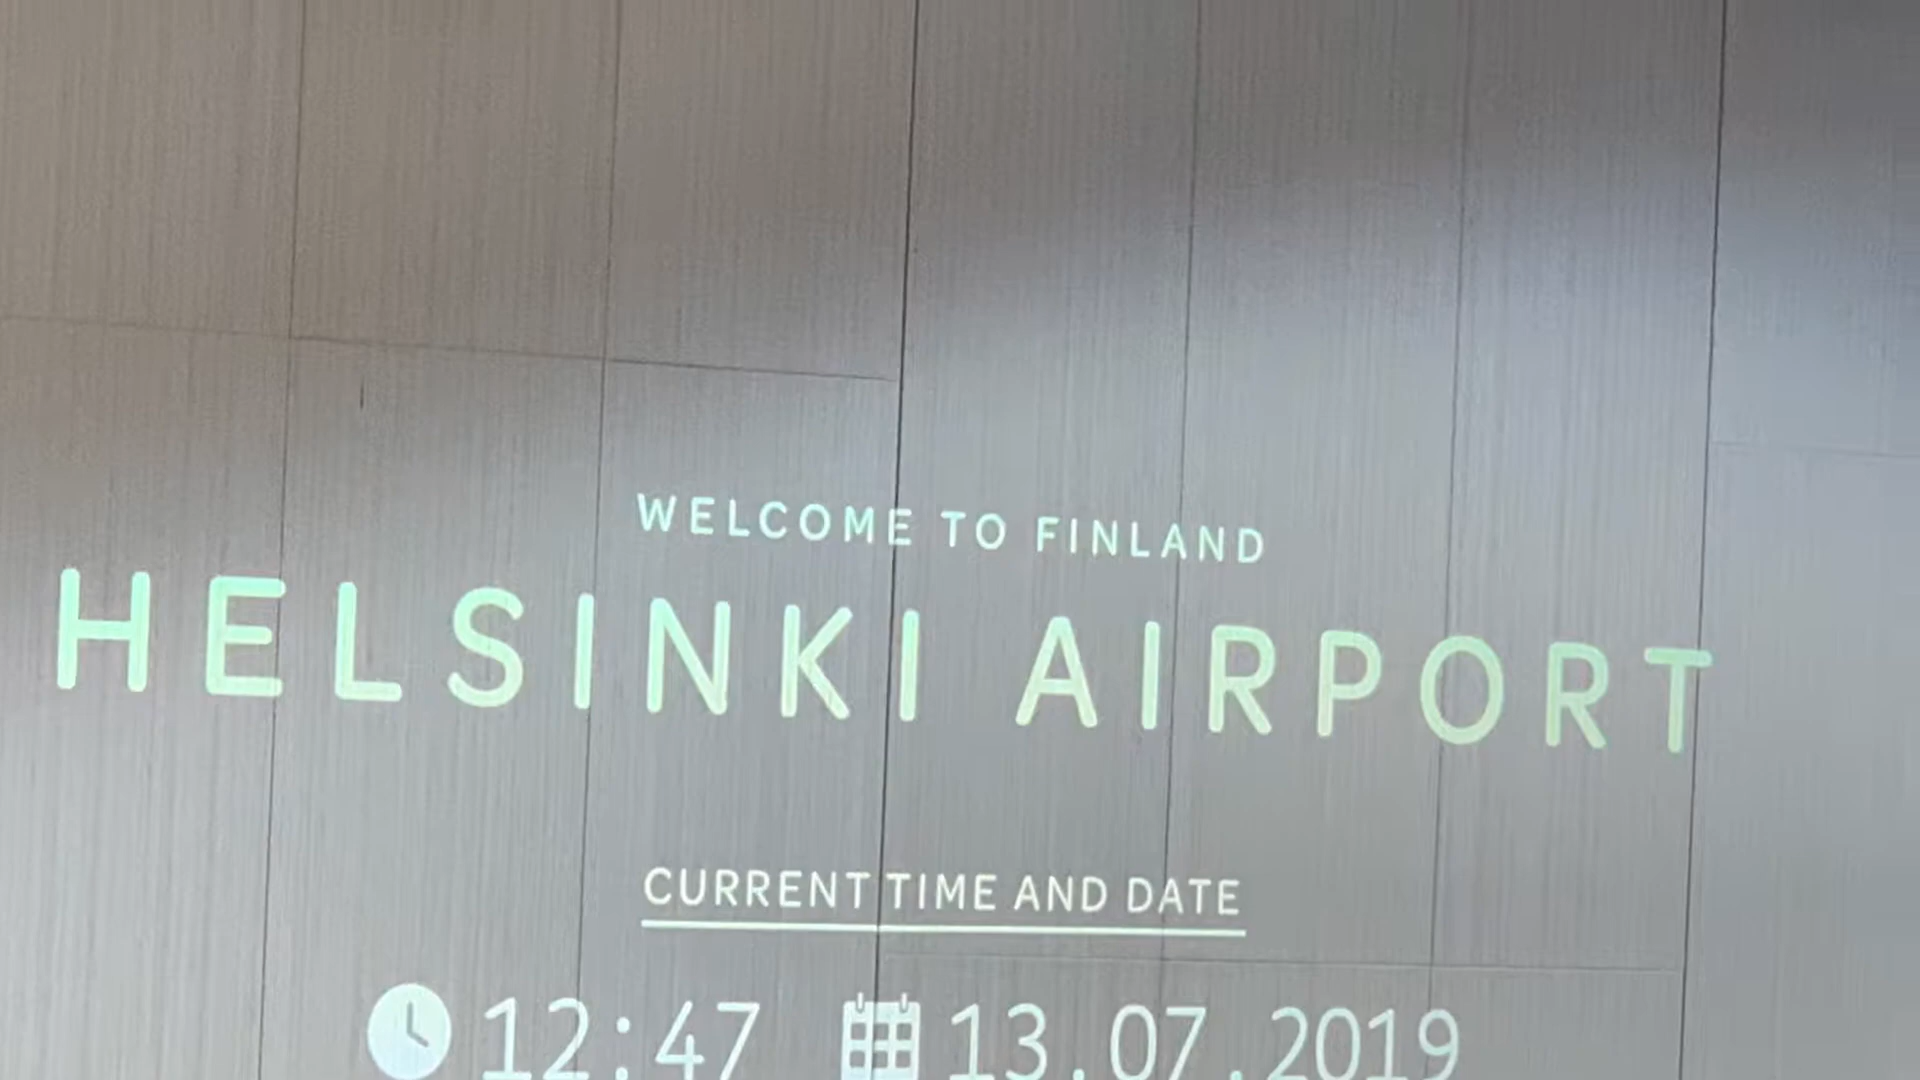 WELCOME TO FINLAND
HELSINKI AIRPORT
CURRENT TIME AND DATE
12:47 13.07.2019